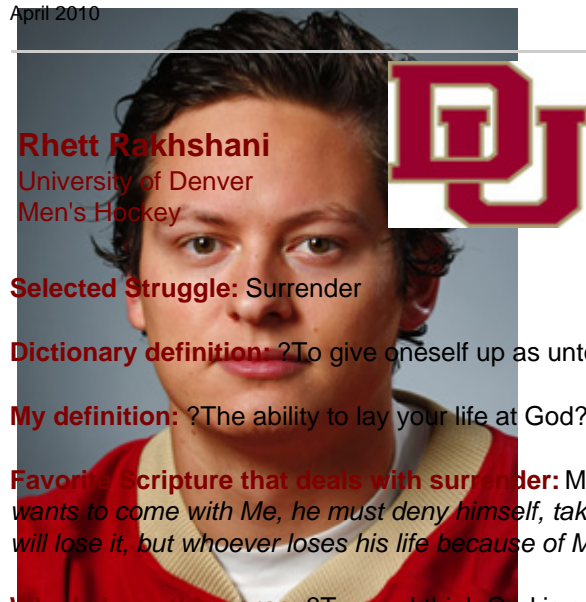 April 2010
DU
Rhett Rakhshani
University of Denver
Men's Hockey
Selected Struggle: Surrender
Dictionary definition: ?To give oneself up as unt
My definition: ?The ability to lay your life at God?
Favorite Scripture that deals with surrender: M
wants to come with Me, he must deny himself, tak
will lose it, but whoever loses his life because of M